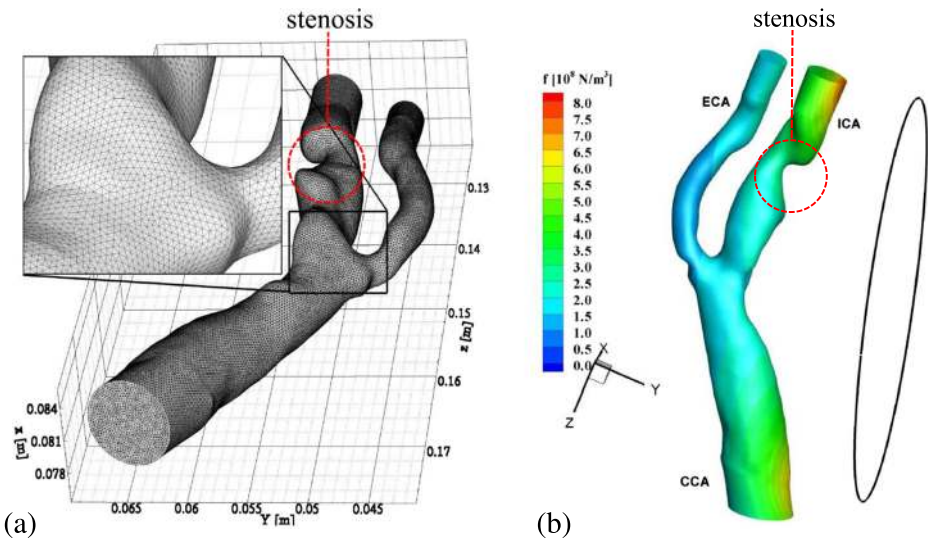 stenosis
0.13
0.14
0.15
z [m]
0.16
0.17
0.084
0.081
0.078
x [m]
0.065 0.06 0.055 0.05 0.045
Y [m]
(a)
stenosis
f [10⁸ N/m³]
8.0
7.5
6.5
6.0
5.5
5.0
4.5
4.0
3.5
3.0
2.5
2.0
1.5
1.0
0.5
0.0
ECA
ICA
X
Y
Z
CCA
(b)